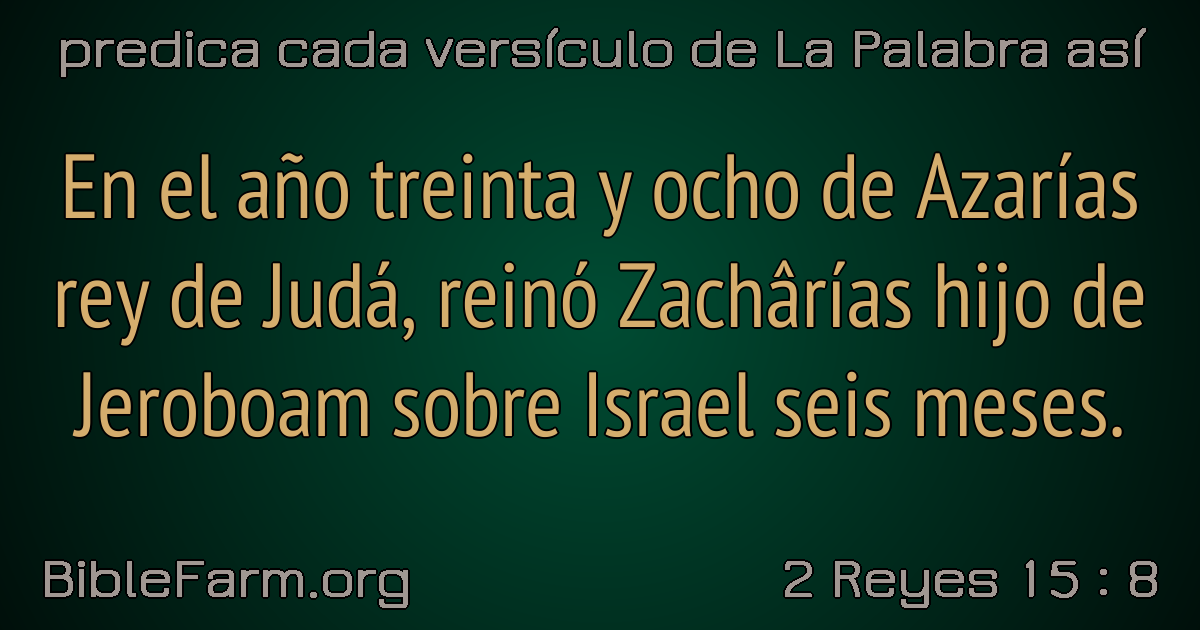 predica cada versículo de La Palabra así
En el año treinta y ocho de Azarías
rey de Judá, reinó Zachârías hijo de
Jeroboam sobre Israel seis meses.
BibleFarm.org
2 Reyes 15 : 8